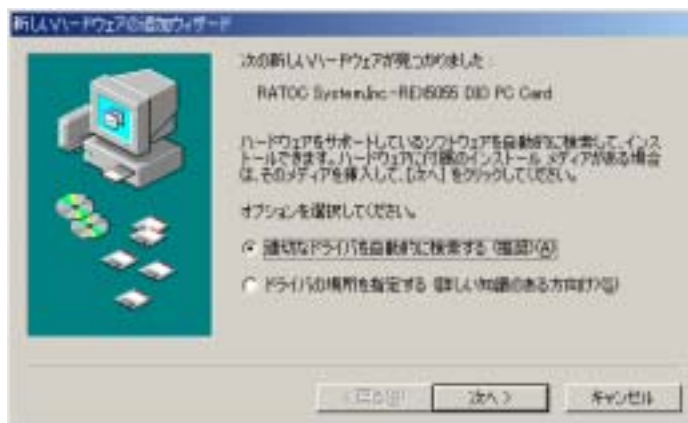 新しいハードウェアの追加ウィザード
次の新しいハードウェアが見つかりました:
RATOC System,Inc.-REX5055 DIO PC Card
ハードウェアをサポートしているソフトウェアを自動的に検索して、インス
トールできます。ハードウェアに付属のインストール メディアがある場合
は、そのメディアを挿入して、[次へ] をクリックしてください。
オプションを選択してください。
適切なドライバを自動的に検索する (推奨)(A)
ドライバの場所を指定する (詳しい知識のある方向け)(S)
< 戻る(B)
次へ >
キャンセル